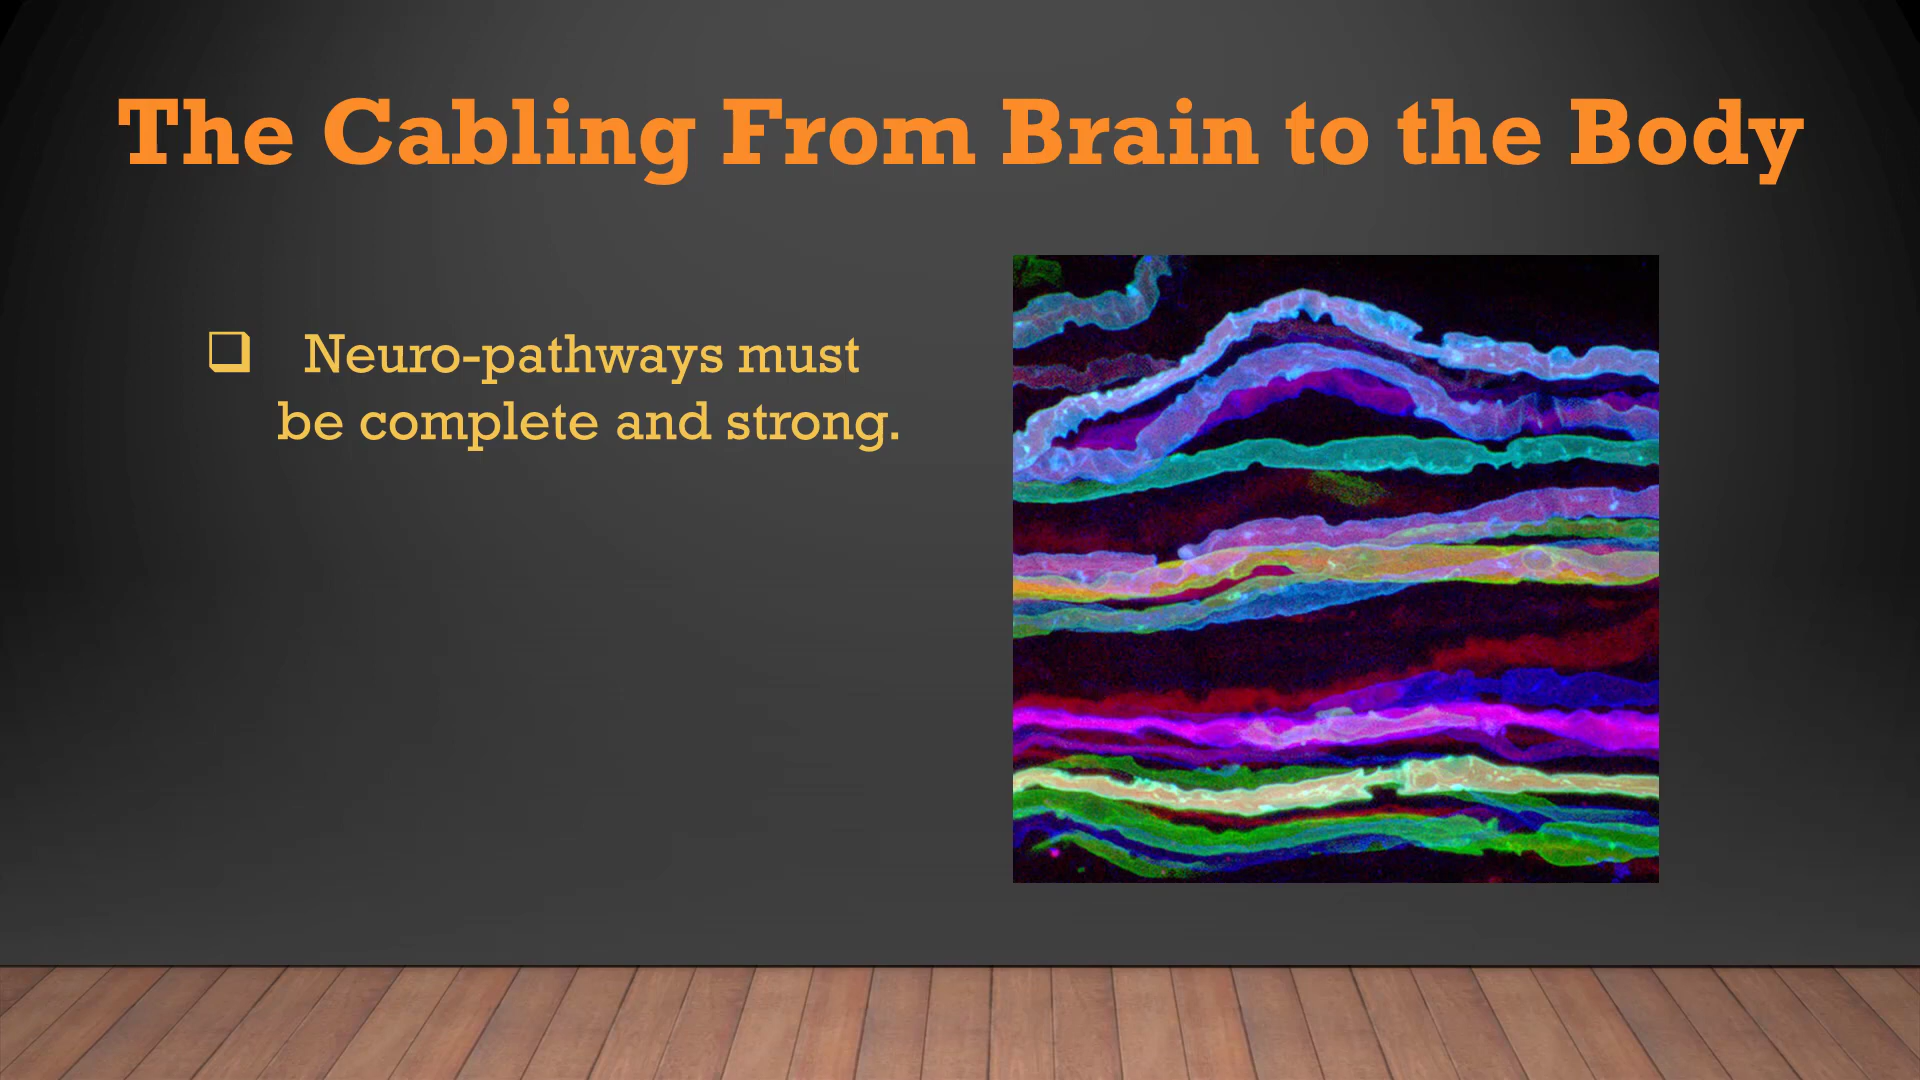 The Cabling From Brain to the Body
❑ Neuro-pathways must
be complete and strong.